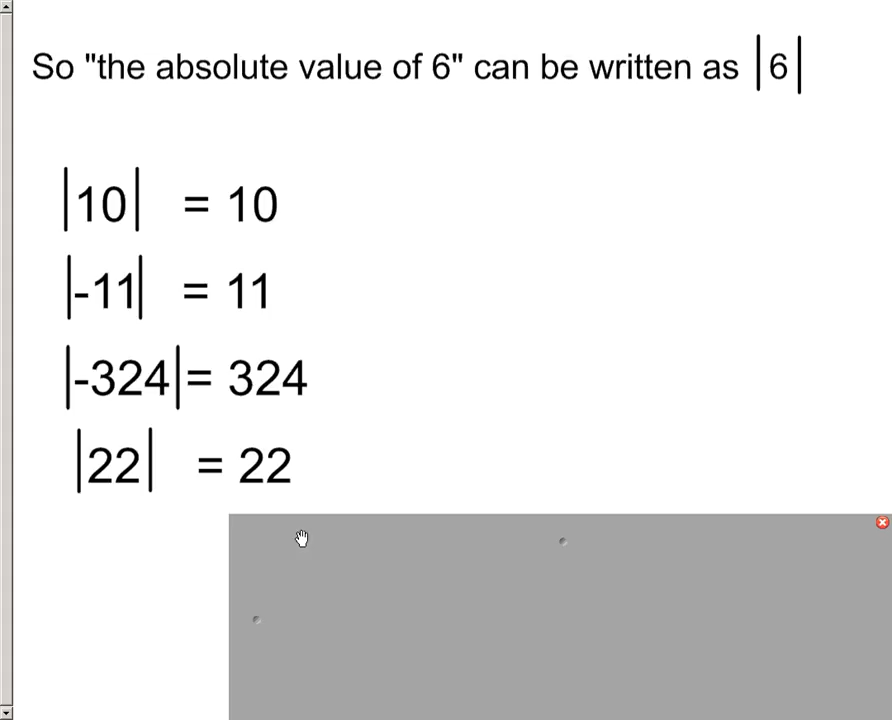 So "the absolute value of 6" can be written as |6|
|10| = 10
|-11| = 11
|-324| = 324
|22| = 22